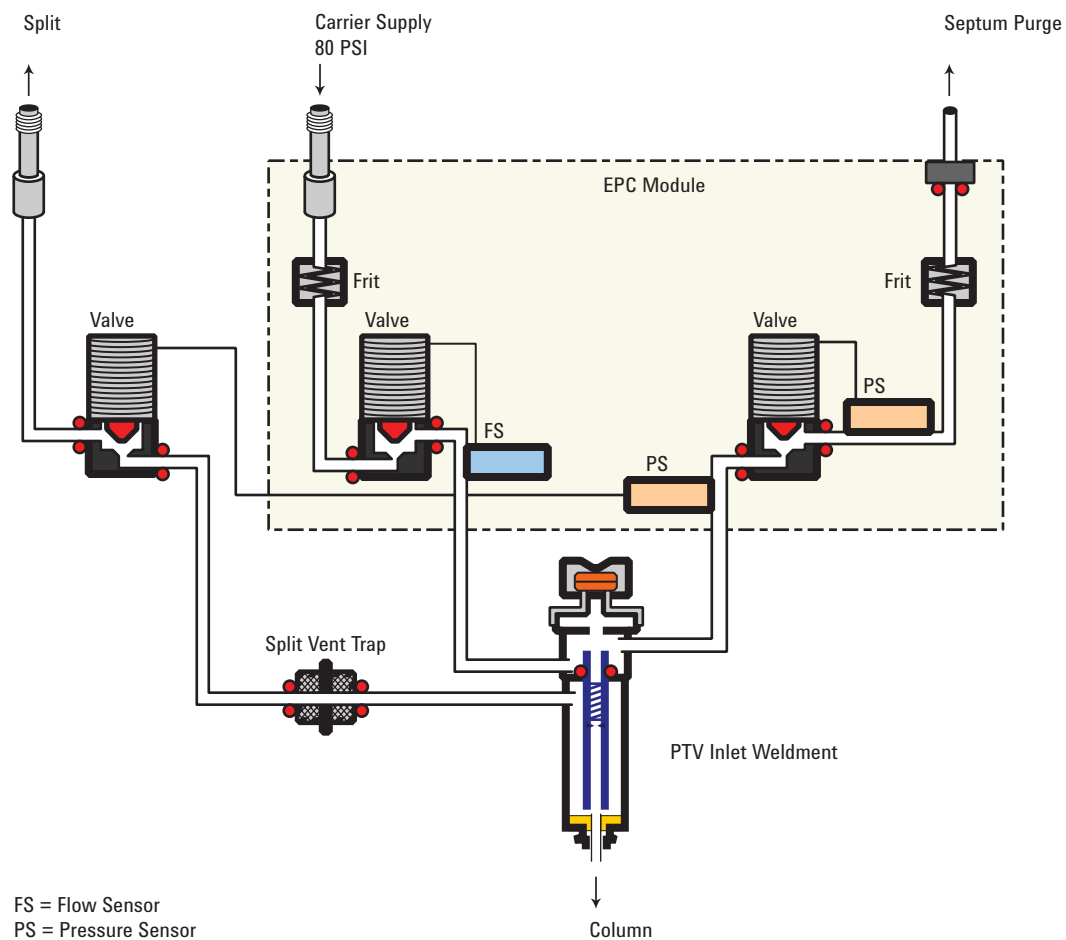 Split
Carrier Supply
80 PSI
Septum Purge
EPC Module
Frit
Frit
Valve
Valve
Valve
PS
FS
PS
Split Vent Trap
PTV Inlet Weldment
FS = Flow Sensor
PS = Pressure Sensor
Column